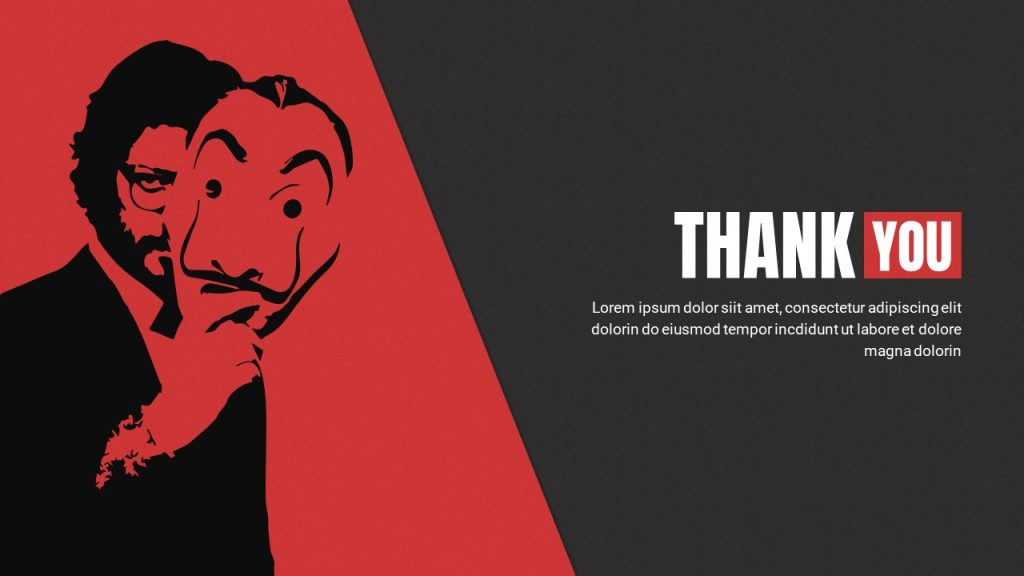 THANK YOU
Lorem ipsum dolor siit amet, consectetur adipiscing elit
dolorin do eiusmod tempor incdidunt ut labore et dolore
magna dolorin